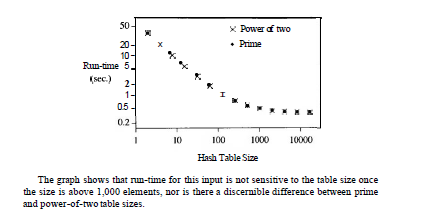 50
20
10
Run-time 5
(sec.)
2
1
0.5
0.2
× Power of two
• Prime
1 10 100 1000 10000
Hash Table Size
The graph shows that run-time for this input is not sensitive to the table size once
the size is above 1,000 elements, nor is there a discernible difference between prime
and power-of-two table sizes.